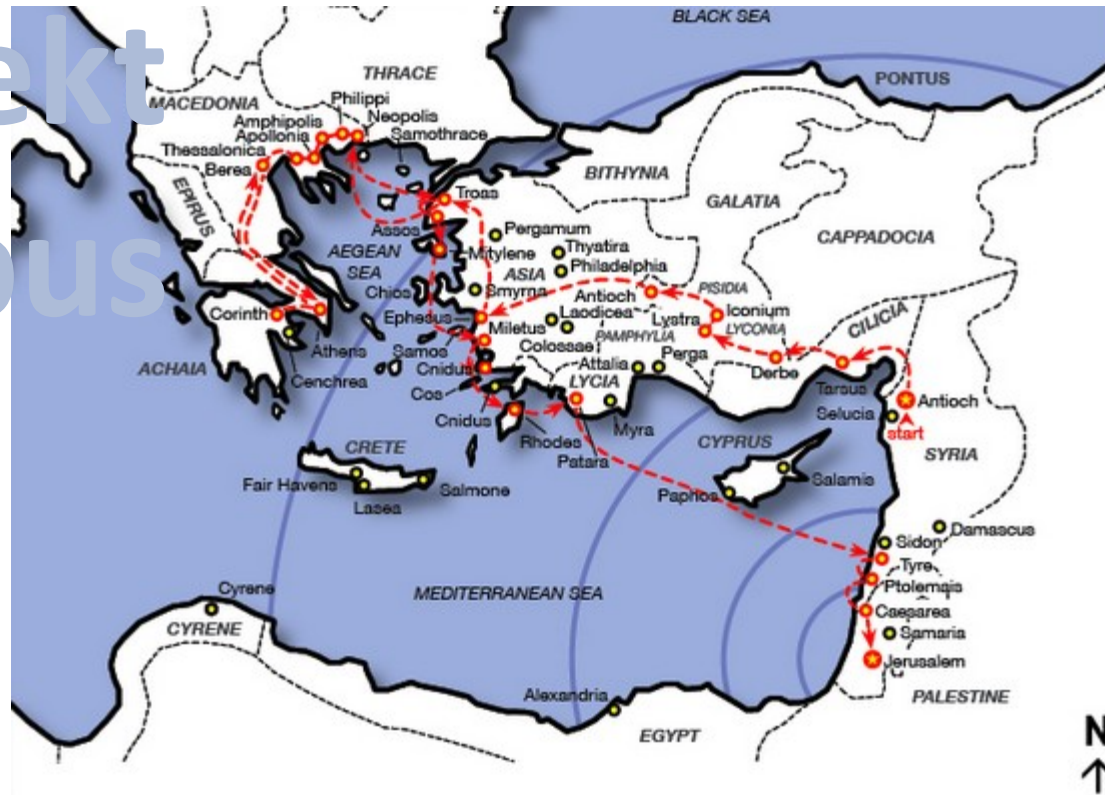 BLACK SEA
ekt
THRACE
PONTUS
MACEDONIA
Philippi
Neopolis
Amphipolis
Apollonia
Samothrace
Thessalonica
Berea
BITHYNIA
EPIRUS
Troas
GALATIA
Assos
Pergamum
CAPPADOCIA
AEGEAN
SEA
Mitylene
Thyatira
Philadelphia
ous
ASIA
Chios
Smyrna
Antioch
PISIDIA
Corinth
Ephesus
Laodicea
Lystra
Iconium
LYCONIA
CILICIA
Miletus
PAMPHYLIA
Colossae
Athens
Samos
Perga
ACHAIA
Cnidus
Attalia
Derbe
Cenchrea
LYCIA
Tarsus
Cos
Antioch
Selucia
Cnidus
Myra
start
Rhodes
CRETE
CYPRUS
SYRIA
Patara
Fair Havens
Salmone
Salamis
Paphos
Lasea
Damascus
Sidon
Tyre
Ptolemais
Cyrene
MEDITERRANEAN SEA
Caesarea
CYRENE
Samaria
Jerusalem
Alexandria
PALESTINE
EGYPT
N